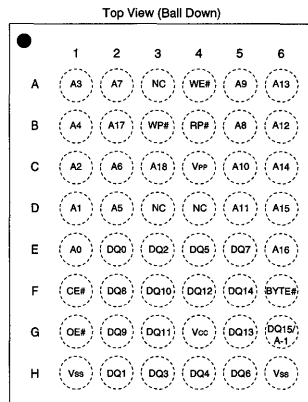 Top View (Ball Down)
1 2 3 4 5 6
A A3 A7 NC WE# A9 A13
B A4 A17 WP# RP# A8 A12
C A2 A6 A18 VPP A10 A14
D A1 A5 NC NC A11 A15
E A0 DQ0 DQ2 DQ5 DQ7 A16
F CE# DQ8 DQ10 DQ12 DQ14 BYTE#
G OE# DQ9 DQ11 Vcc DQ13 DQ15/
A-1
H Vss DQ1 DQ3 DQ4 DQ6 Vss